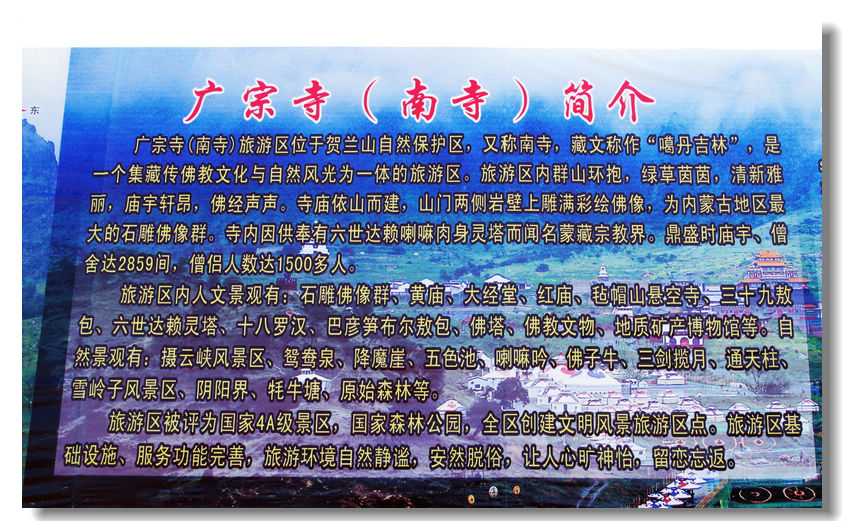 广宗寺（南寺）简介
东
广宗寺(南寺)旅游区位于贺兰山自然保护区，又称南寺，藏文称作“噶丹吉林”，是
一个集藏传佛教文化与自然风光为一体的旅游区。旅游区内群山环抱，绿草茵茵，清新雅
丽，庙宇轩昂，佛经声声。寺庙依山而建，山门两侧岩壁上雕满彩绘佛像，为内蒙古地区最
大的石雕佛像群。寺内因供奉有六世达赖喇嘛肉身灵塔而闻名蒙藏宗教界。鼎盛时庙宇、僧
舍达2859间，僧侣人数达1500多人。
旅游区内人文景观有：石雕佛像群、黄庙、大经堂、红庙、毡帽山悬空寺、三十九敖
包、六世达赖灵塔、十八罗汉、巴彦笋布尔敖包、佛塔、佛教文物、地质矿产博物馆等。自
然景观有：摄云峡风景区、鸳鸯泉、降魔崖、五色池、喇嘛吟、佛子牛、三剑揽月、通天柱、
雪岭子风景区、阴阳界、牦牛塘、原始森林等。
旅游区被评为国家4A级景区，国家森林公园，全区创建文明风景旅游区点。旅游区基
础设施、服务功能完善，旅游环境自然静谧，安然脱俗，让人心旷神怡，留恋忘返。